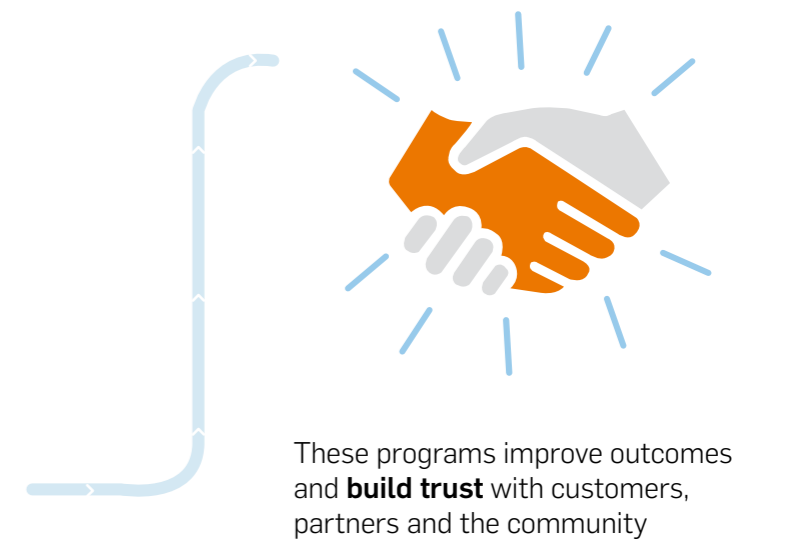 These programs improve outcomes
and build trust with customers,
partners and the community